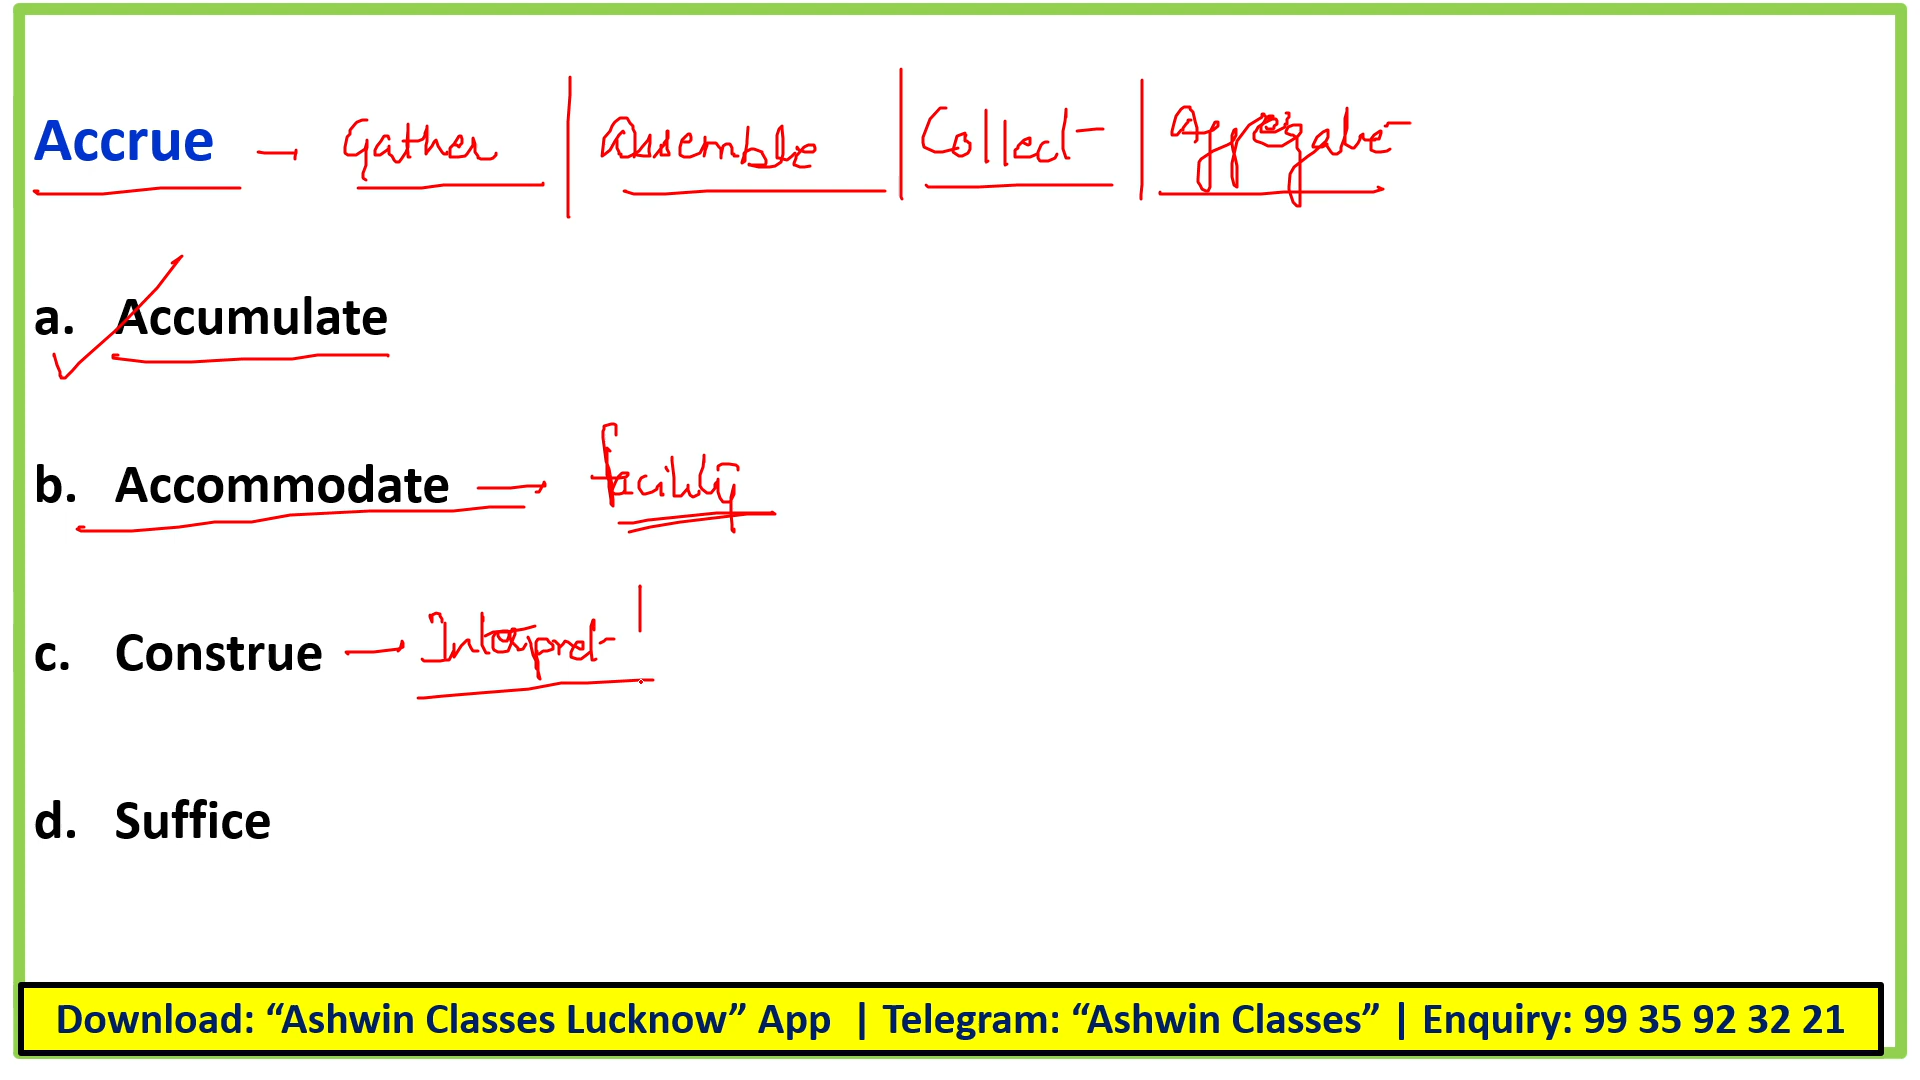 Accrue → Gather | Assemble | Collect | Aggregate
a. Accumulate
b. Accommodate → facility
c. Construe → Interpret |
d. Suffice
Download: “Ashwin Classes Lucknow” App | Telegram: “Ashwin Classes” | Enquiry: 99 35 92 32 21